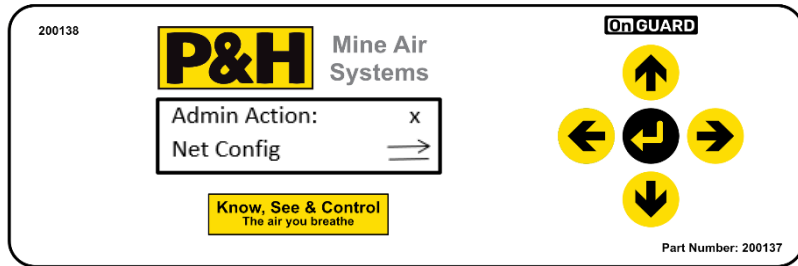 200138
P&H
Mine Air
Systems
OnGUARD
Admin Action: x
Net Config
Know, See & Control
The air you breathe
Part Number: 200137